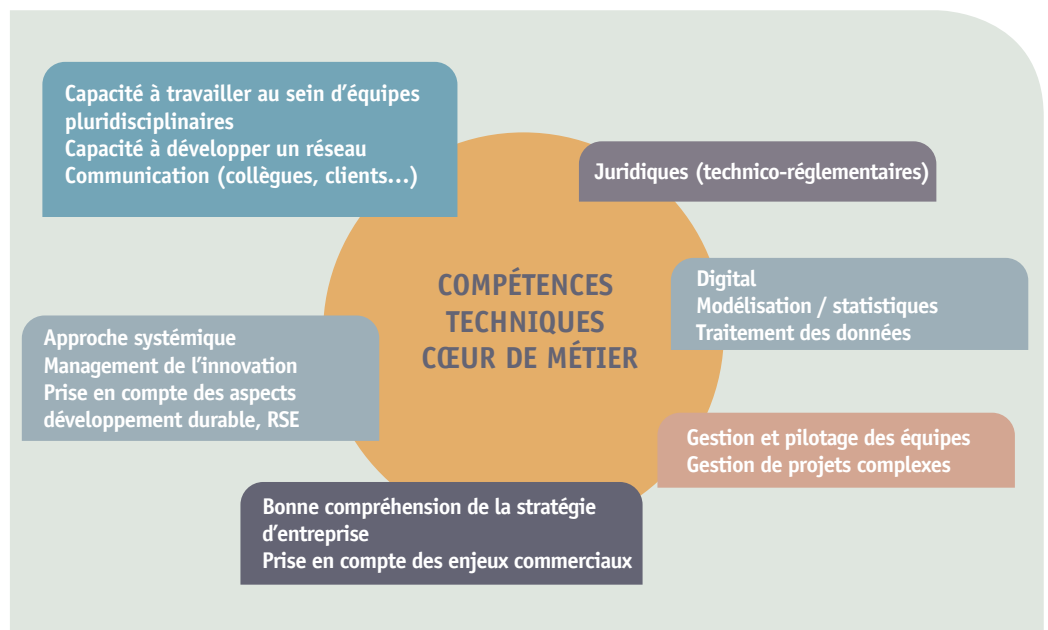 Capacité à travailler au sein d'équipes
pluridisciplinaires
Capacité à développer un réseau
Communication (collègues, clients…)
Juridiques (technico-réglementaires)
COMPÉTENCES
TECHNIQUES
CŒUR DE MÉTIER
Digital
Modélisation / statistiques
Traitement des données
Approche systémique
Management de l'innovation
Prise en compte des aspects
développement durable, RSE
Gestion et pilotage des équipes
Gestion de projets complexes
Bonne compréhension de la stratégie
d'entreprise
Prise en compte des enjeux commerciaux